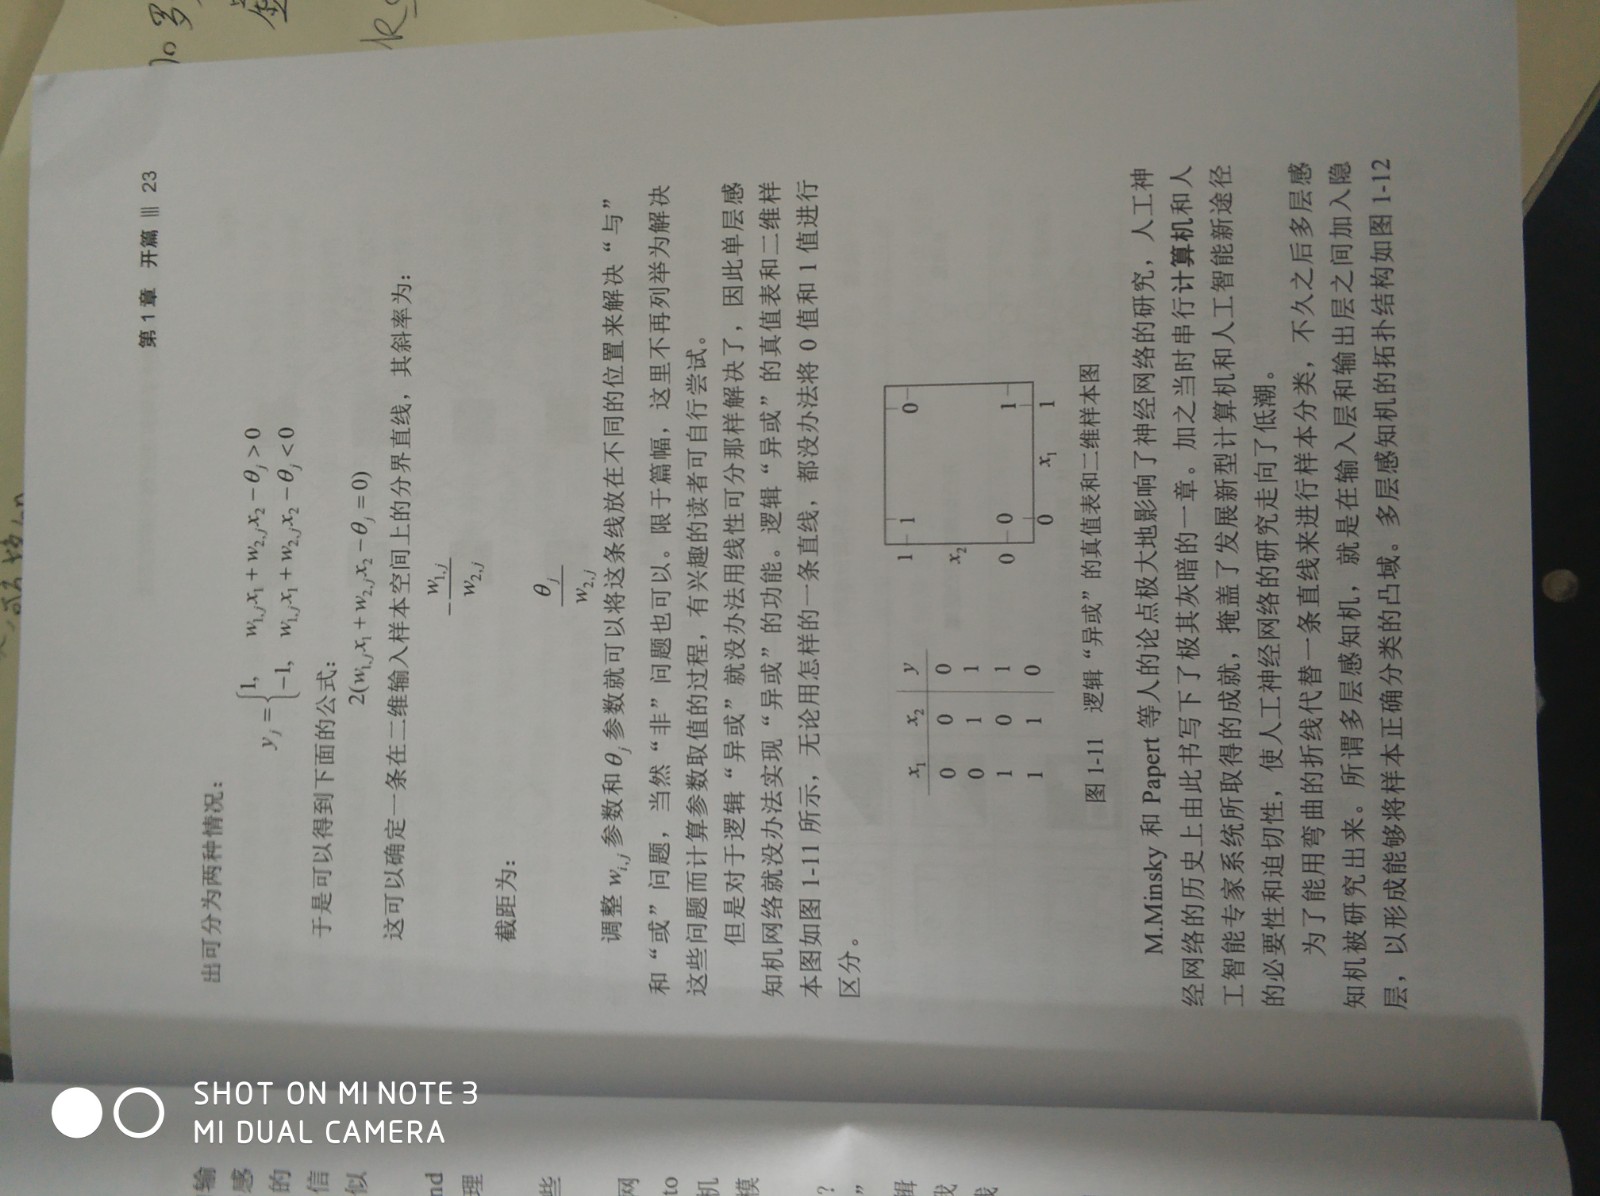 第 1 章 开篇 ||| 23
出可分为两种情况：
y_j = { 1, w_{1,j}x_1 + w_{2,j}x_2 − θ_j > 0
−1, w_{1,j}x_1 + w_{2,j}x_2 − θ_j < 0
于是可以得到下面的公式：
2(w_{1,j}x_1 + w_{2,j}x_2 − θ_j = 0)
这可以确定一条在二维输入样本空间上的分界直线，其斜率为：
− w_{1,j} / w_{2,j}
截距为：
θ_j / w_{2,j}
调整 w_{i,j} 参数和 θ_j 参数就可以将这条线放在不同的位置来解决“与”
和“或”问题，当然“非”问题也可以。限于篇幅，这里不再列举为解决
这些问题而计算参数取值的过程，有兴趣的读者可自行尝试。
但是对于逻辑“异或”就没办法用线性可分那样解决了，因此单层感
知机网络就没办法实现“异或”的功能。逻辑“异或”的真值表和二维样
本图如图 1-11 所示，无论用怎样的一条直线，都没办法将 0 值和 1 值进行
区分。
x_1 x_2 y
0 0 0
0 1 1
1 0 1
1 1 0
1 1 0
x_2
0 0 1
0 x_1 1
图 1-11 逻辑“异或”的真值表和二维样本图
M.Minsky 和 Papert 等人的论点极大地影响了神经网络的研究，人工神
经网络的历史上由此书写下了极其灰暗的一章。加之当时串行计算机和人
工智能专家系统所取得的成就，掩盖了发展新型计算机和人工智能新途径
的必要性和迫切性，使人工神经网络的研究走向了低潮。
为了能用弯曲的折线代替一条直线来进行样本分类，不久之后多层感
知机被研究出来。所谓多层感知机，就是在输入层和输出层之间加入隐
层，以形成能够将样本正确分类的凸域。多层感知机的拓扑结构如图 1-12
输
感
的
信
似
nd
理
些
网
to
机
模
？
”
辑
我
SHOT ON MI NOTE 3
MI DUAL CAMERA